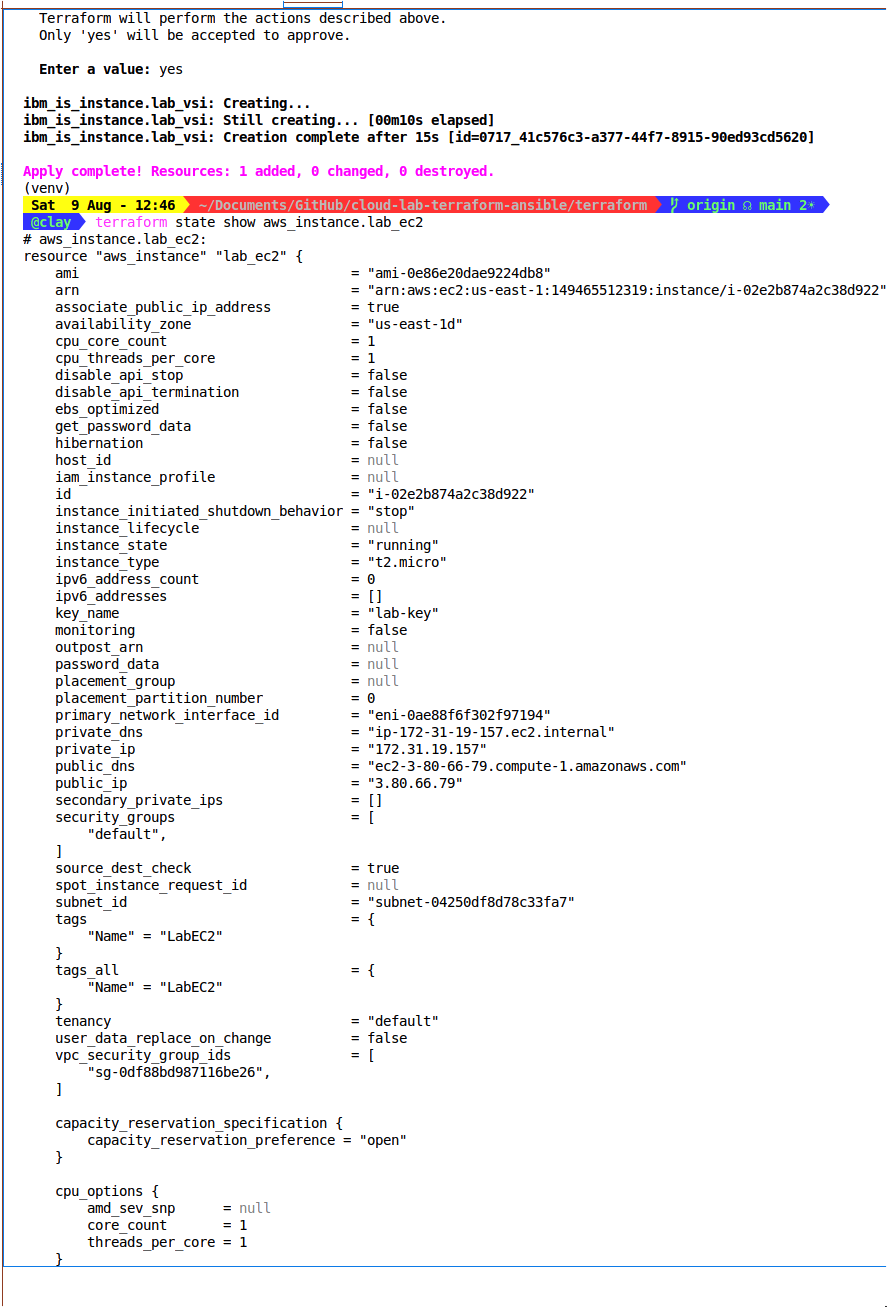 Terraform will perform the actions described above.
Only 'yes' will be accepted to approve.
Enter a value: yes
ibm_is_instance.lab_vsi: Creating...
ibm_is_instance.lab_vsi: Still creating... [00m10s elapsed]
ibm_is_instance.lab_vsi: Creation complete after 15s [id=0717_41c576c3-a377-44f7-8915-90ed93cd5620]
Apply complete! Resources: 1 added, 0 changed, 0 destroyed.
(venv)
Sat 9 Aug - 12:46 ~/Documents/GitHub/cloud-lab-terraform-ansible/terraform origin ☊ main 2☀
@clay terraform state show aws_instance.lab_ec2
# aws_instance.lab_ec2:
resource "aws_instance" "lab_ec2" {
    ami                                  = "ami-0e86e20dae9224db8"
    arn                                  = "arn:aws:ec2:us-east-1:149465512319:instance/i-02e2b874a2c38d922"
    associate_public_ip_address          = true
    availability_zone                    = "us-east-1d"
    cpu_core_count                       = 1
    cpu_threads_per_core                 = 1
    disable_api_stop                     = false
    disable_api_termination              = false
    ebs_optimized                        = false
    get_password_data                    = false
    hibernation                          = false
    host_id                              = null
    iam_instance_profile                 = null
    id                                   = "i-02e2b874a2c38d922"
    instance_initiated_shutdown_behavior = "stop"
    instance_lifecycle                   = null
    instance_state                       = "running"
    instance_type                        = "t2.micro"
    ipv6_address_count                   = 0
    ipv6_addresses                       = []
    key_name                             = "lab-key"
    monitoring                           = false
    outpost_arn                          = null
    password_data                        = null
    placement_group                      = null
    placement_partition_number           = 0
    primary_network_interface_id         = "eni-0ae88f6f302f97194"
    private_dns                          = "ip-172-31-19-157.ec2.internal"
    private_ip                           = "172.31.19.157"
    public_dns                           = "ec2-3-80-66-79.compute-1.amazonaws.com"
    public_ip                            = "3.80.66.79"
    secondary_private_ips                = []
    security_groups                      = [
        "default",
    ]
    source_dest_check                    = true
    spot_instance_request_id             = null
    subnet_id                            = "subnet-04250df8d78c33fa7"
    tags                                 = {
        "Name" = "LabEC2"
    }
    tags_all                             = {
        "Name" = "LabEC2"
    }
    tenancy                              = "default"
    user_data_replace_on_change          = false
    vpc_security_group_ids               = [
        "sg-0df88bd987116be26",
    ]
    capacity_reservation_specification {
        capacity_reservation_preference = "open"
    }
    cpu_options {
        amd_sev_snp      = null
        core_count       = 1
        threads_per_core = 1
    }